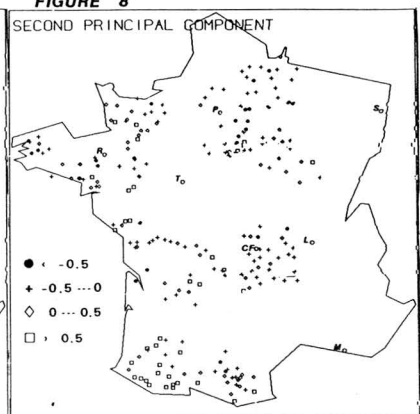 FIGURE 8
SECOND PRINCIPAL COMPONENT
P
S
R
T
CF
L
● < -0.5
+ -0.5 --- 0
◇ 0 --- 0.5
□ > 0.5
M